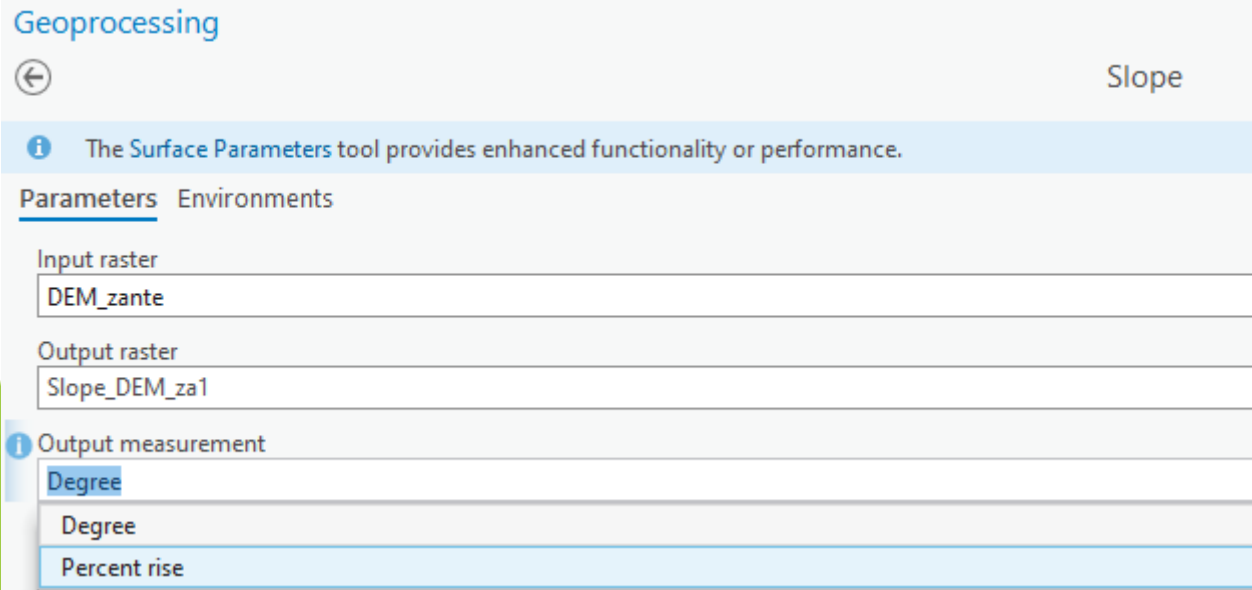 Geoprocessing
Slope
The Surface Parameters tool provides enhanced functionality or performance.
Parameters Environments
Input raster
DEM_zante
Output raster
Slope_DEM_za1
Output measurement
Degree
Degree
Percent rise